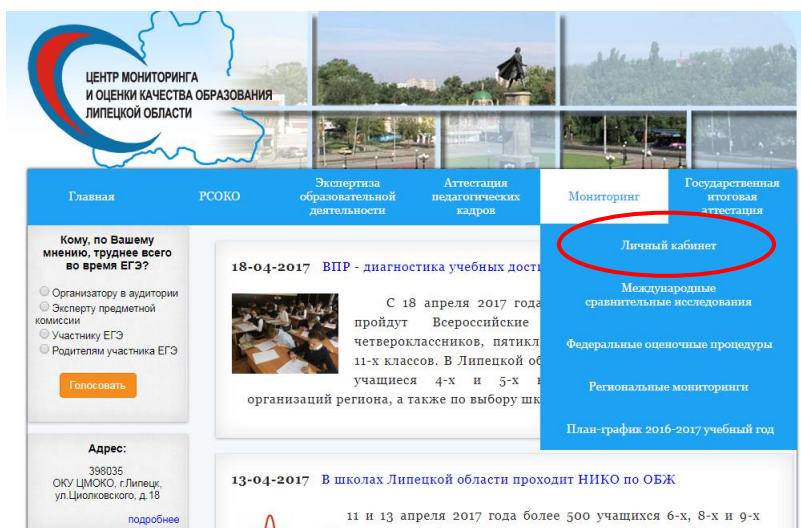 ЦЕНТР МОНИТОРИНГА
И ОЦЕНКИ КАЧЕСТВА ОБРАЗОВАНИЯ
ЛИПЕЦКОЙ ОБЛАСТИ
Главная
РСОКО
Экспертиза
образовательной
деятельности
Аттестация
педагогических
кадров
Мониторинг
Государственная
итоговая
аттестация
Личный кабинет
Международные
сравнительные исследования
Федеральные оценочные процедуры
Региональные мониторинги
План-график 2016-2017 учебный год
Кому, по Вашему
мнению, труднее всего
во время ЕГЭ?
Организатору в аудитории
Эксперту предметной
комиссии
Участнику ЕГЭ
Родителям участника ЕГЭ
Голосовать
Адрес:
398035
ОКУ ЦМОКО, г.Липецк,
ул.Циолковского, д.18
подробнее
18-04-2017 ВПР - диагностика учебных дости
С 18 апреля 2017 года
пройдут Всероссийские
четвероклассников, пятикл
11-х классов. В Липецкой об
учащиеся 4-х и 5-х
организаций региона, а также по выбору шк
13-04-2017 В школах Липецкой области проходит НИКО по ОБЖ
11 и 13 апреля 2017 года более 500 учащихся 6-х, 8-х и 9-х